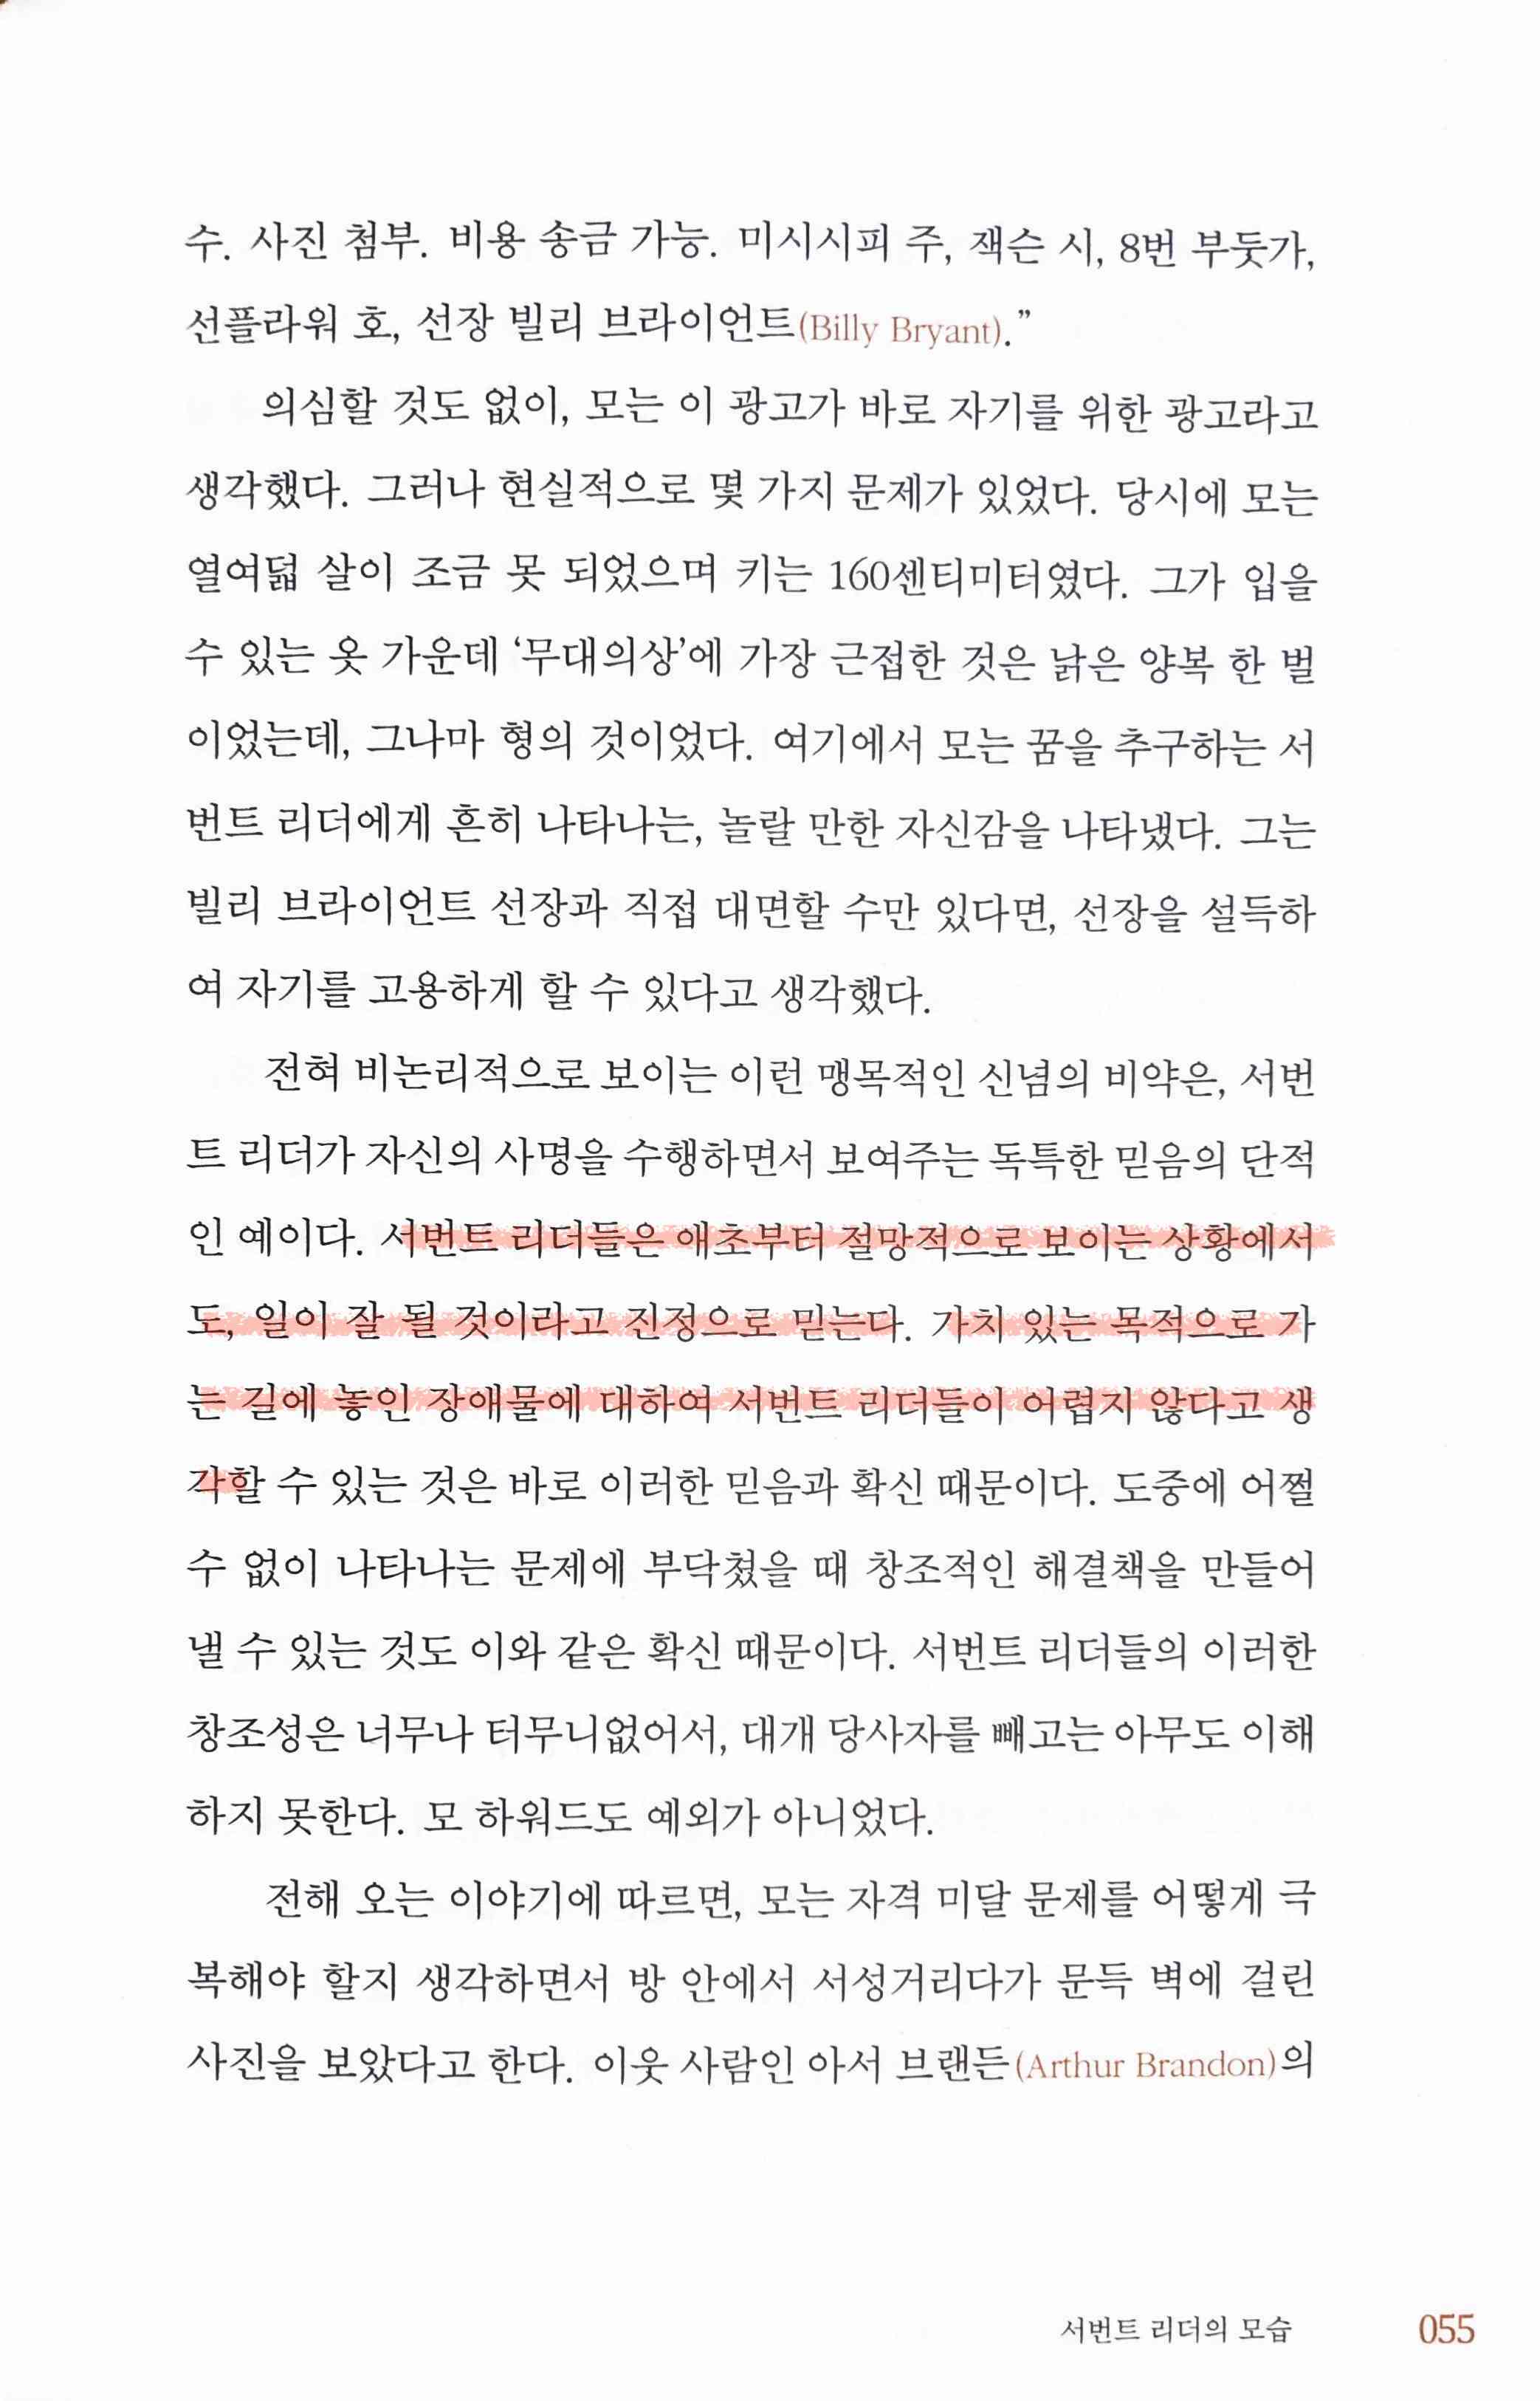 수. 사진 첨부. 비용 송금 가능. 미시시피 주, 잭슨 시, 8번 부둣가,
선플라워 호, 선장 빌리 브라이언트(Billy Bryant).”
의심할 것도 없이, 모는 이 광고가 바로 자기를 위한 광고라고
생각했다. 그러나 현실적으로 몇 가지 문제가 있었다. 당시에 모는
열여덟 살이 조금 못 되었으며 키는 160센티미터였다. 그가 입을
수 있는 옷 가운데 ‘무대의상’에 가장 근접한 것은 낡은 양복 한 벌
이었는데, 그나마 형의 것이었다. 여기에서 모는 꿈을 추구하는 서
번트 리더에게 흔히 나타나는, 놀랄 만한 자신감을 나타냈다. 그는
빌리 브라이언트 선장과 직접 대면할 수만 있다면, 선장을 설득하
여 자기를 고용하게 할 수 있다고 생각했다.
전혀 비논리적으로 보이는 이런 맹목적인 신념의 비약은, 서번
트 리더가 자신의 사명을 수행하면서 보여주는 독특한 믿음의 단적
인 예이다. 서번트 리더들은 애초부터 절망적으로 보이는 상황에서
도, 일이 잘 될 것이라고 진정으로 믿는다. 가치 있는 목적으로 가
는 길에 놓인 장애물에 대하여 서번트 리더들이 어렵지 않다고 생
각할 수 있는 것은 바로 이러한 믿음과 확신 때문이다. 도중에 어쩔
수 없이 나타나는 문제에 부닥쳤을 때 창조적인 해결책을 만들어
낼 수 있는 것도 이와 같은 확신 때문이다. 서번트 리더들의 이러한
창조성은 너무나 터무니없어서, 대개 당사자를 빼고는 아무도 이해
하지 못한다. 모 하워드도 예외가 아니었다.
전해 오는 이야기에 따르면, 모는 자격 미달 문제를 어떻게 극
복해야 할지 생각하면서 방 안에서 서성거리다가 문득 벽에 걸린
사진을 보았다고 한다. 이웃 사람인 아서 브랜든(Arthur Brandon)의
서번트 리더의 모습 055